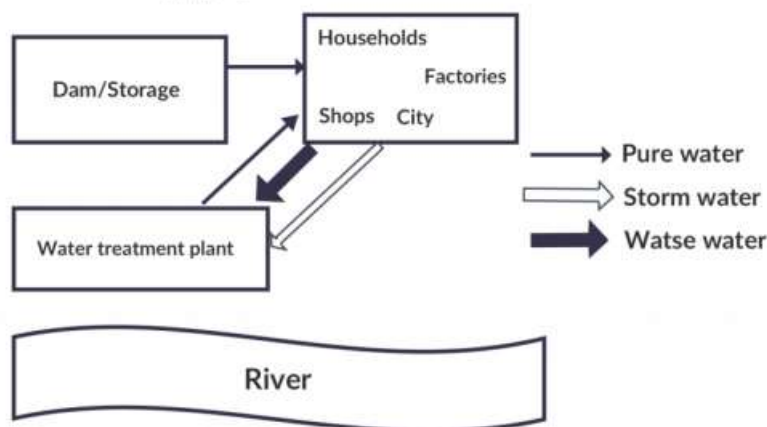 Households
Factories
Dam/Storage
Shops City
Pure water
Storm water
Watse water
Water treatment plant
River